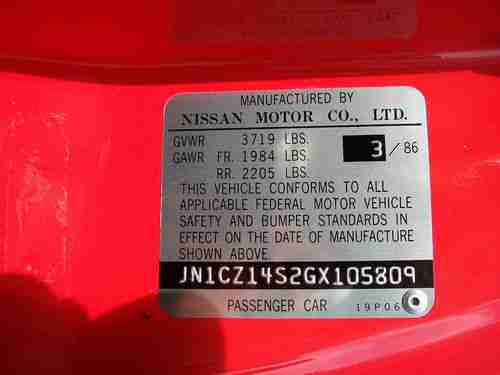 MANUFACTURED BY
NISSAN MOTOR CO., LTD.
GVWR 3719 LBS.
GAWR FR. 1984 LBS. 3 / 86
RR. 2205 LBS.
THIS VEHICLE CONFORMS TO ALL
APPLICABLE FEDERAL MOTOR VEHICLE
SAFETY AND BUMPER STANDARDS IN
EFFECT ON THE DATE OF MANUFACTURE
SHOWN ABOVE.
JN1CZ14S2GX105809
PASSENGER CAR 19P06